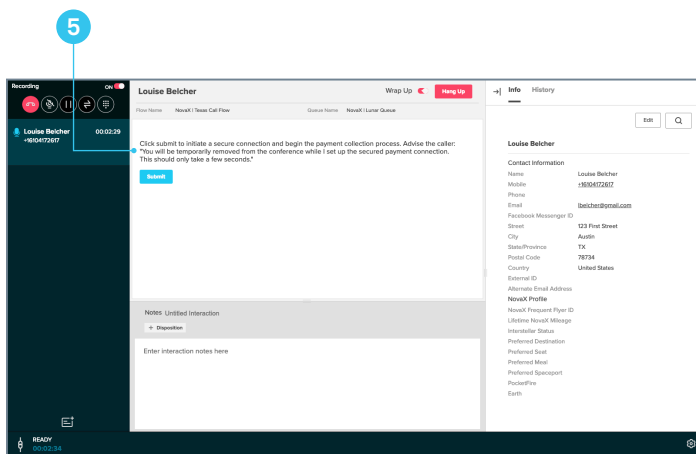 5
Recording
ON
Louise Belcher
00:02:29
+16104172617
Louise Belcher
Wrap Up
Hang Up
Flow Name
NovaX | Texas Call Flow
Queue Name
NovaX | Lunar Queue
Click submit to initiate a secure connection and begin the payment collection process. Advise the caller:
"You will be temporarily removed from the conference while I set up the secured payment connection.
This should only take a few seconds."
Submit
Notes
Untitled Interaction
+ Disposition
Enter interaction notes here
READY
00:02:34
Info
History
Edit
Louise Belcher
Contact Information
Name
Louise Belcher
Mobile
+16104172617
Phone
Email
lbelcher@gmail.com
Facebook Messenger ID
Street
123 First Street
City
Austin
State/Province
TX
Postal Code
78734
Country
United States
External ID
Alternate Email Address
NovaX Profile
NovaX Frequent Flyer ID
Lifetime NovaX Mileage
Intersteller Status
Preferred Destination
Preferred Seat
Preferred Meal
Preferred Spaceport
PocketFire
Earth